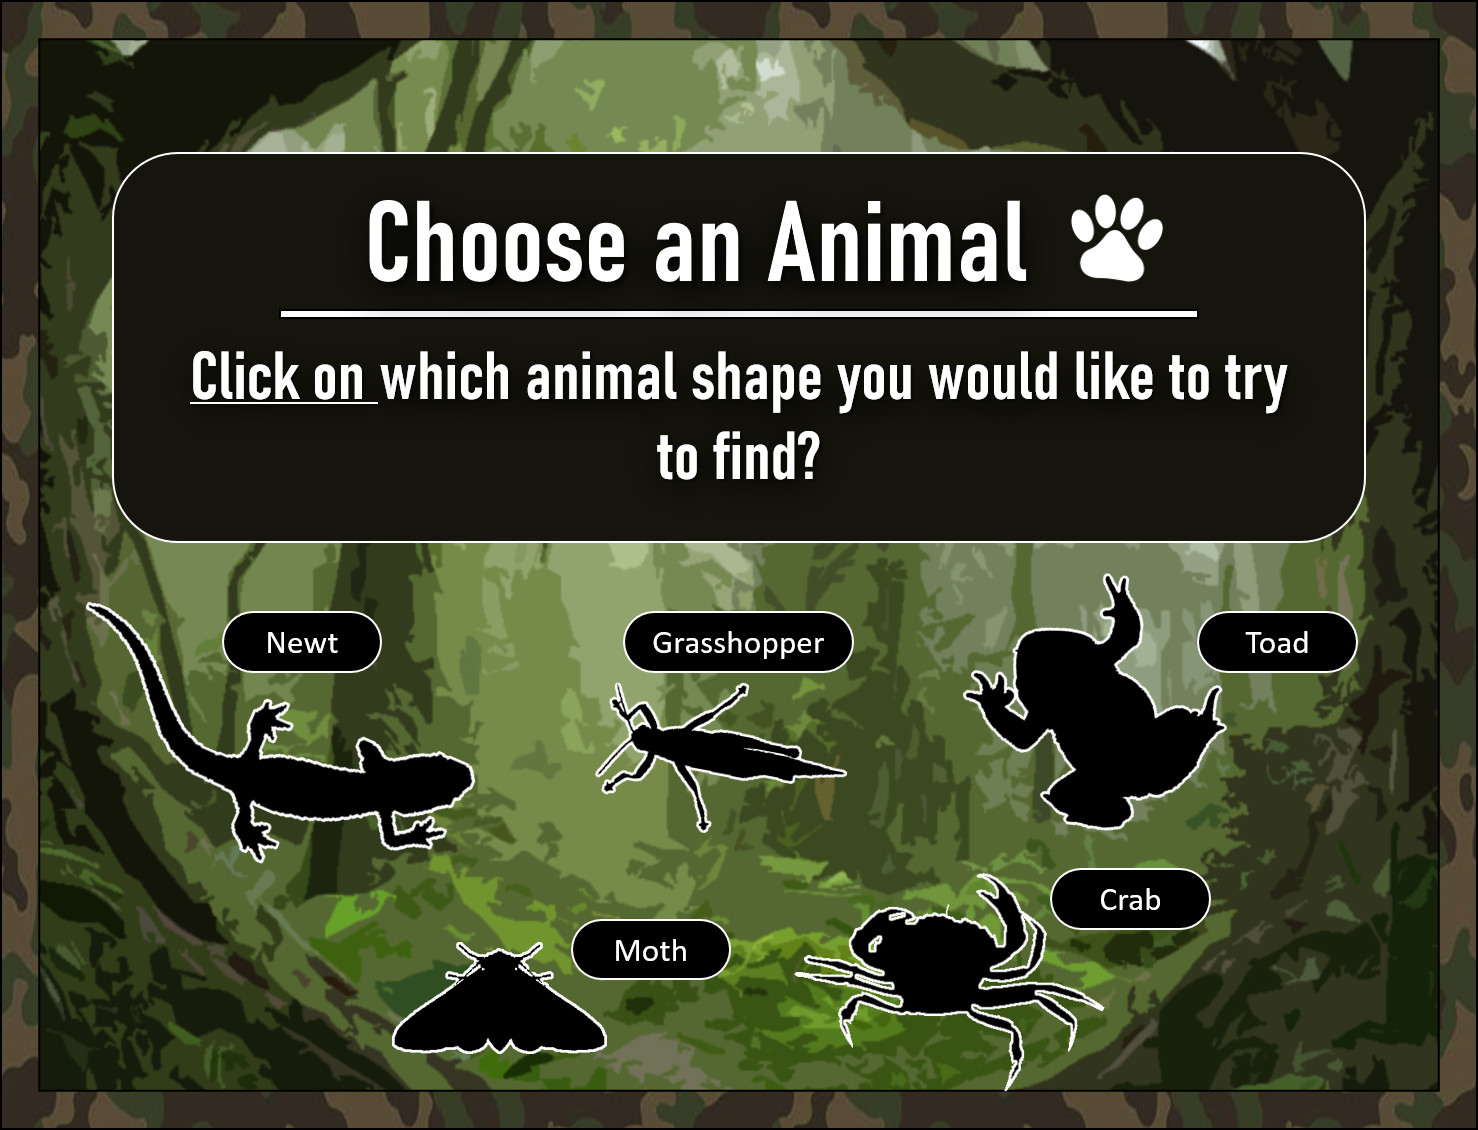 Choose an Animal
Click on which animal shape you would like to try
to find?
Newt
Grasshopper
Toad
Crab
Moth